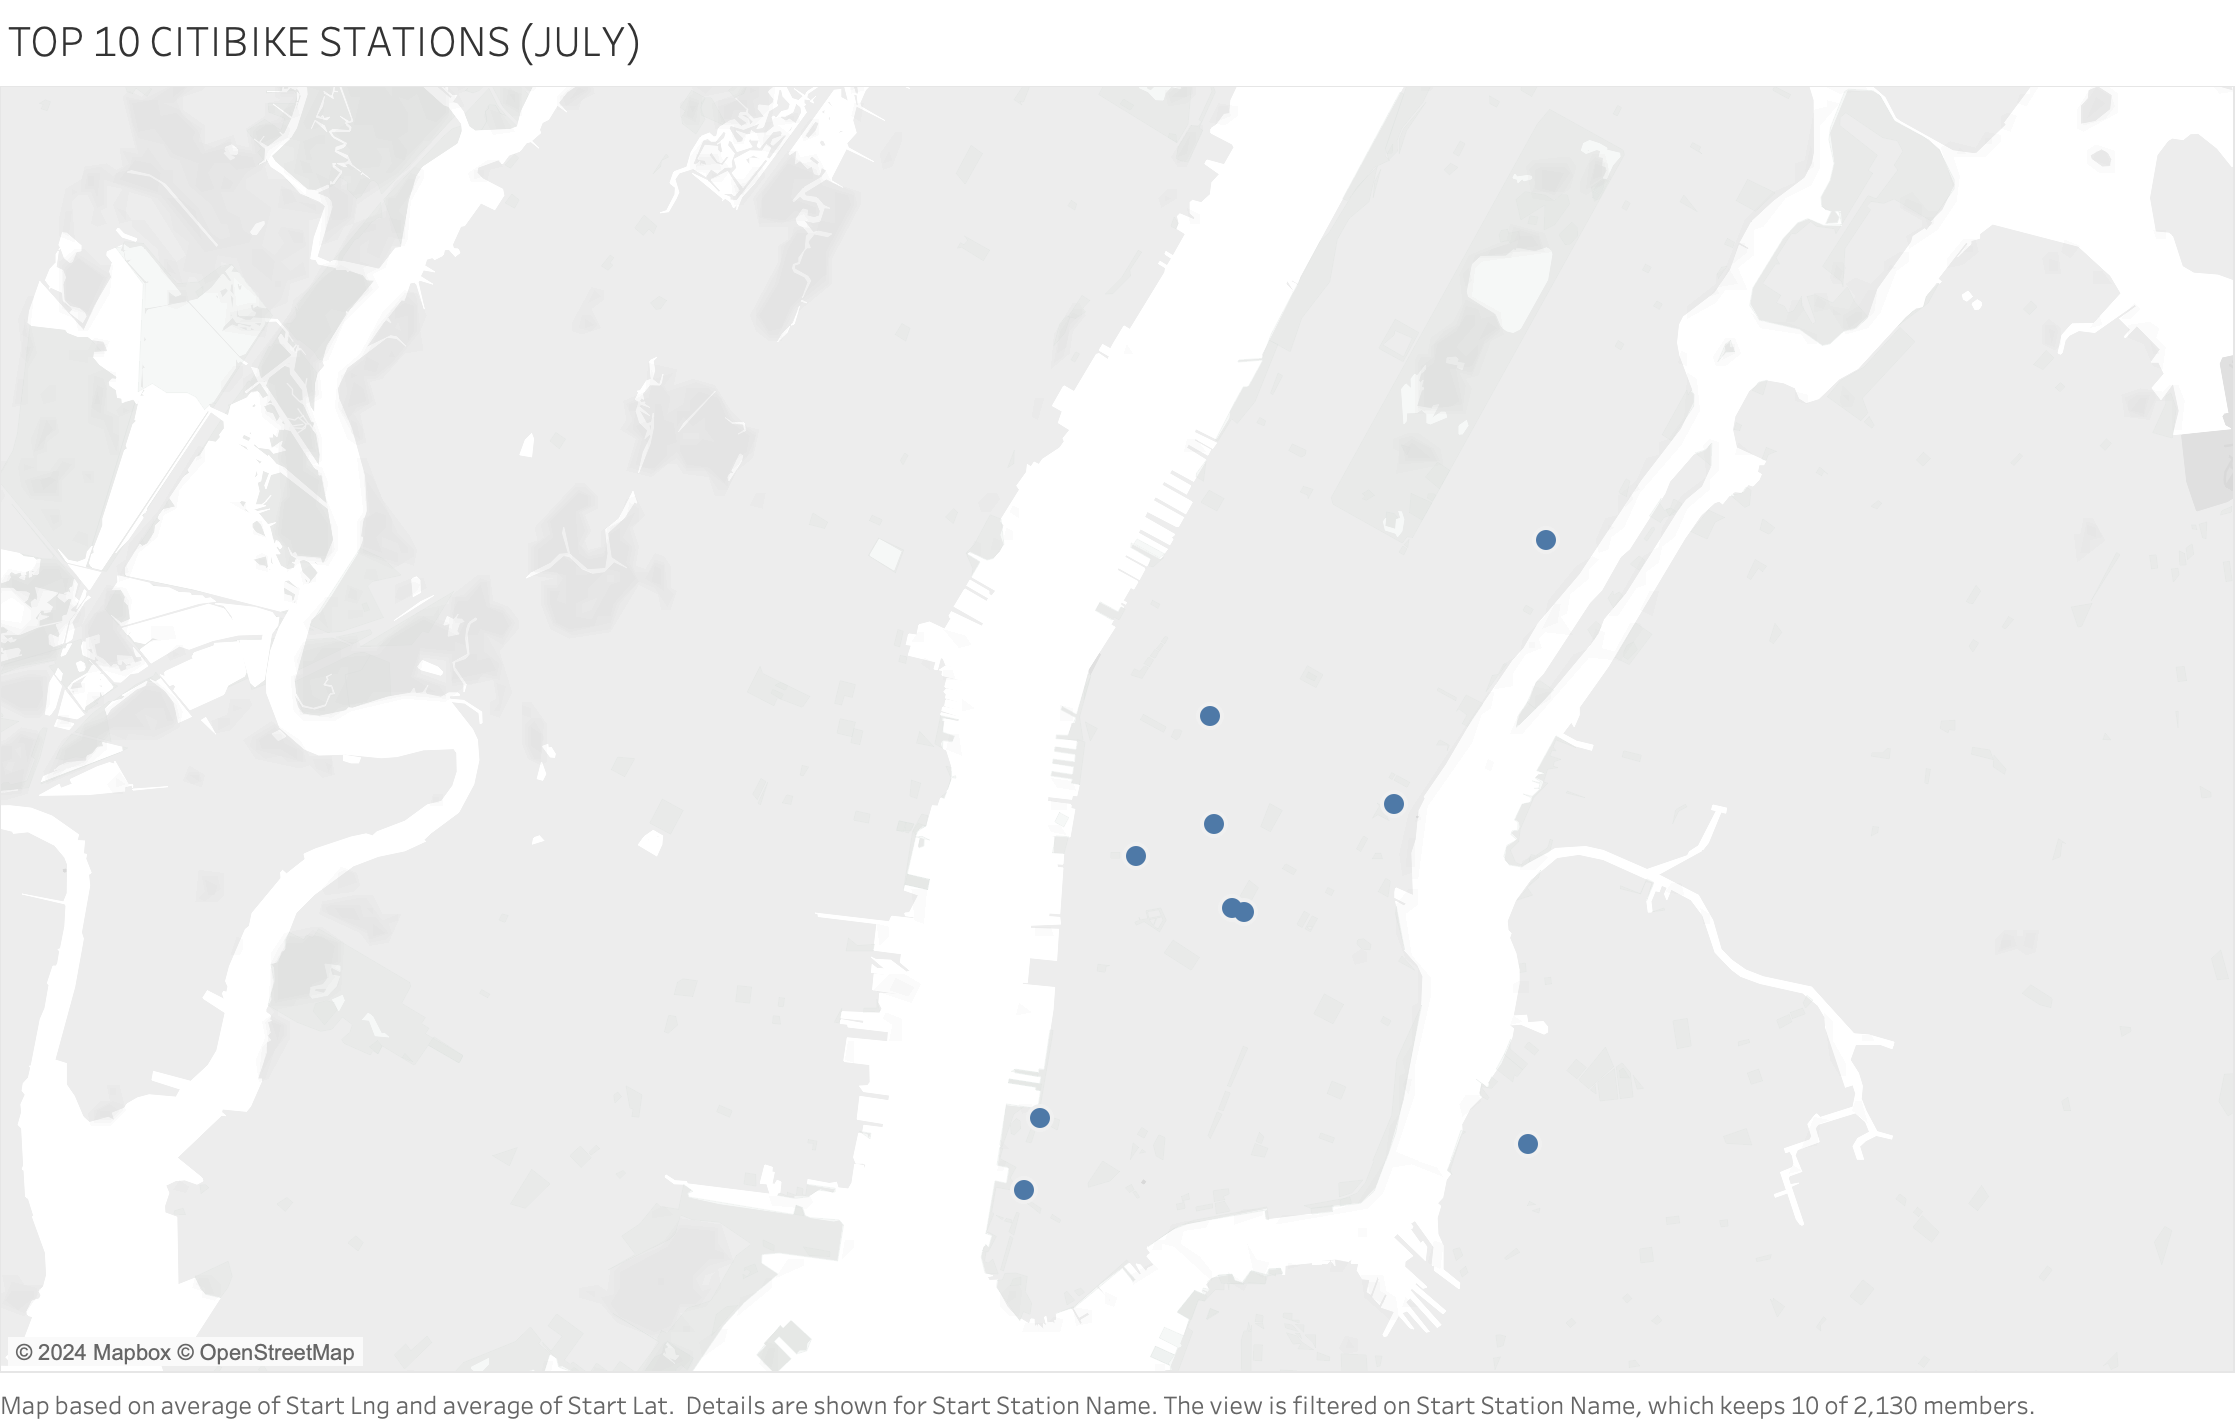 TOP 10 CITIBIKE STATIONS (JULY)
© 2024 Mapbox © OpenStreetMap
Map based on average of Start Lng and average of Start Lat.  Details are shown for Start Station Name. The view is filtered on Start Station Name, which keeps 10 of 2,130 members.